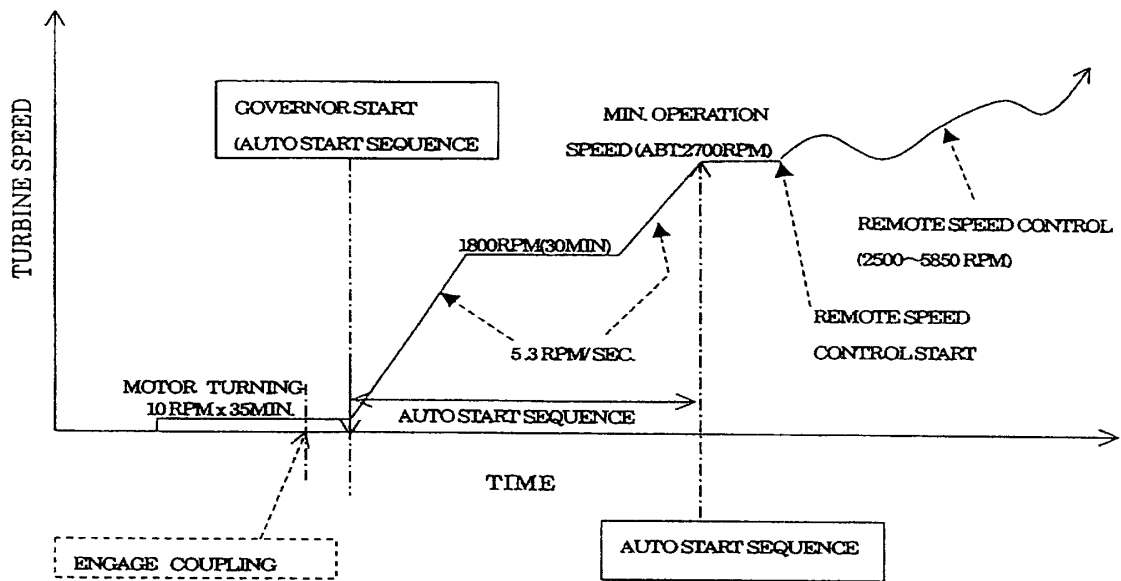 TURBINE SPEED
GOVERNOR START
(AUTO START SEQUENCE
MIN. OPERATION
SPEED (ABT.2700RPM)
1800RPM(30MIN)
REMOTE SPEED CONTROL
(2500～5850 RPM)
REMOTE SPEED
CONTROL START
5.3 RPM/SEC.
MOTOR TURNING
10 RPM x 35MIN.
AUTO START SEQUENCE
TIME
ENGAGE COUPLING
AUTO START SEQUENCE